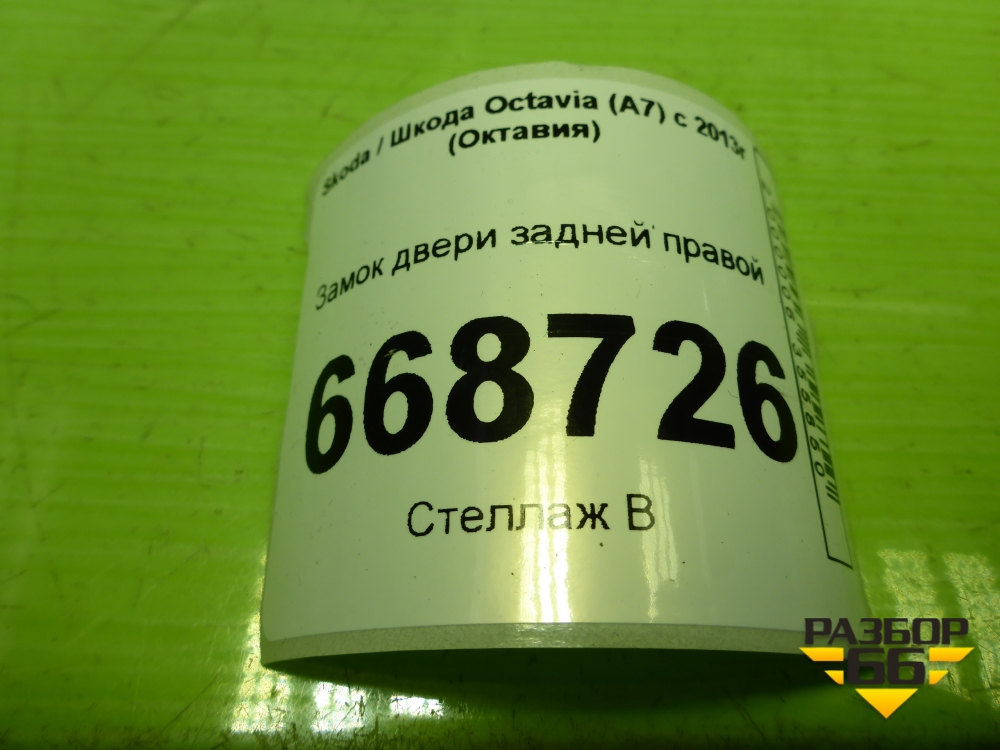 Skoda / Шкода Octavia (A7) с 2013г
(Октавия)
Замок двери задней правой
668726
Стеллаж В
РАЗБОР
66